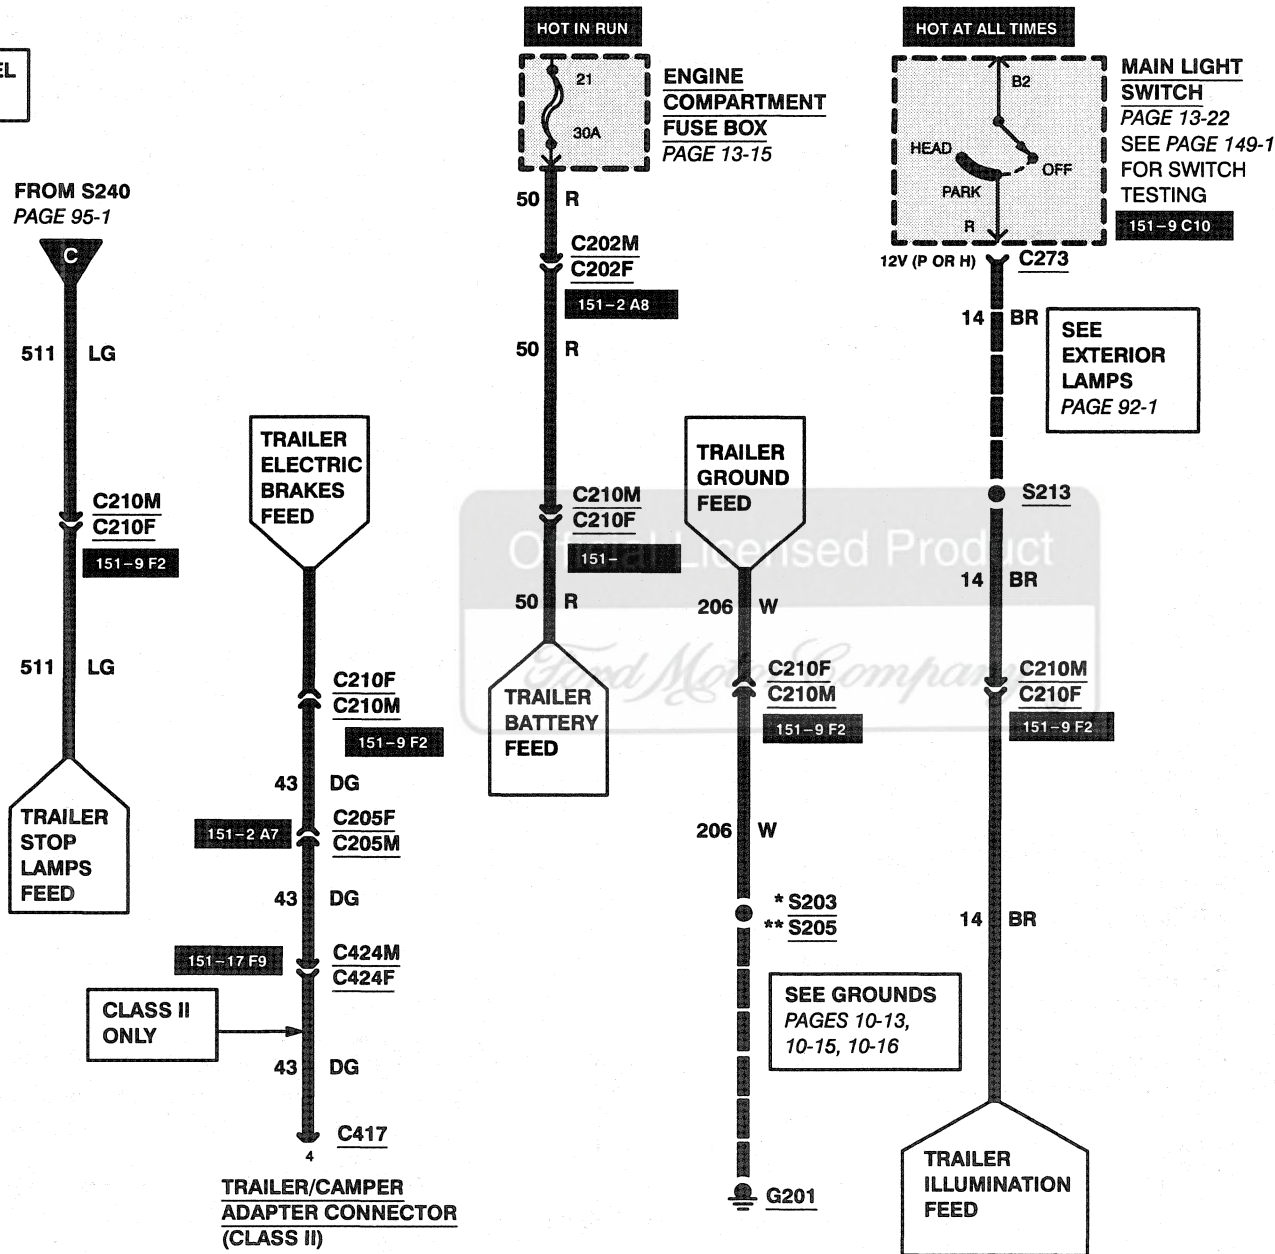 EL
FROM S240
PAGE 95-1
C
511 LG
C210M
C210F
151-9 F2
511 LG
TRAILER
STOP
LAMPS
FEED
TRAILER
ELECTRIC
BRAKES
FEED
C210F
C210M
151-9 F2
43 DG
C205F
151-2 A7
C205M
43 DG
C424M
151-17 F9
C424F
CLASS II
ONLY
43 DG
C417
4
TRAILER/CAMPER
ADAPTER CONNECTOR
(CLASS II)
HOT IN RUN
21
30A
ENGINE
COMPARTMENT
FUSE BOX
PAGE 13-15
50 R
C202M
C202F
151-2 A8
50 R
C210M
C210F
151-
50 R
TRAILER
BATTERY
FEED
TRAILER
GROUND
FEED
206 W
C210F
C210M
151-9 F2
206 W
* S203
** S205
SEE GROUNDS
PAGES 10-13,
10-15, 10-16
G201
HOT AT ALL TIMES
B2
HEAD
OFF
PARK
R
MAIN LIGHT
SWITCH
PAGE 13-22
SEE PAGE 149-1
FOR SWITCH
TESTING
151-9 C10
12V (P OR H) C273
14 BR
SEE
EXTERIOR
LAMPS
PAGE 92-1
S213
14 BR
C210M
C210F
151-9 F2
14 BR
TRAILER
ILLUMINATION
FEED
Official Licensed Product
Ford Motor Company